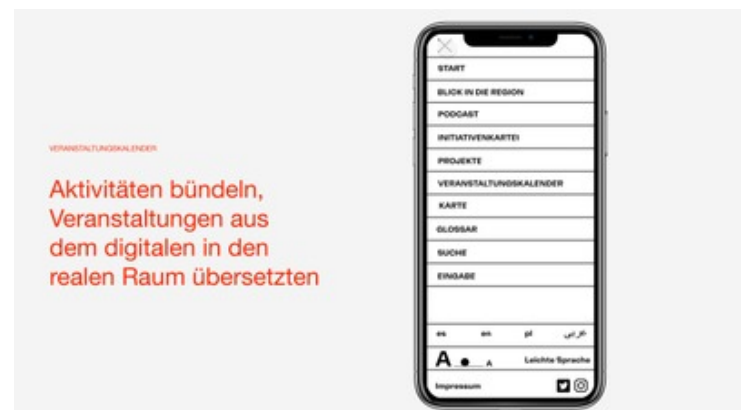 VERANSTALTUNGSKALENDER
Aktivitäten bündeln,
Veranstaltungen aus
dem digitalen in den
realen Raum übersetzten
START
BLICK IN DIE REGION
PODCAST
INITIATIVENKARTEI
PROJEKTE
VERANSTALTUNGSKALENDER
KARTE
GLOSSAR
SUCHE
EINGABE
es en pl عربي
A A Leichte Sprache
Impressum